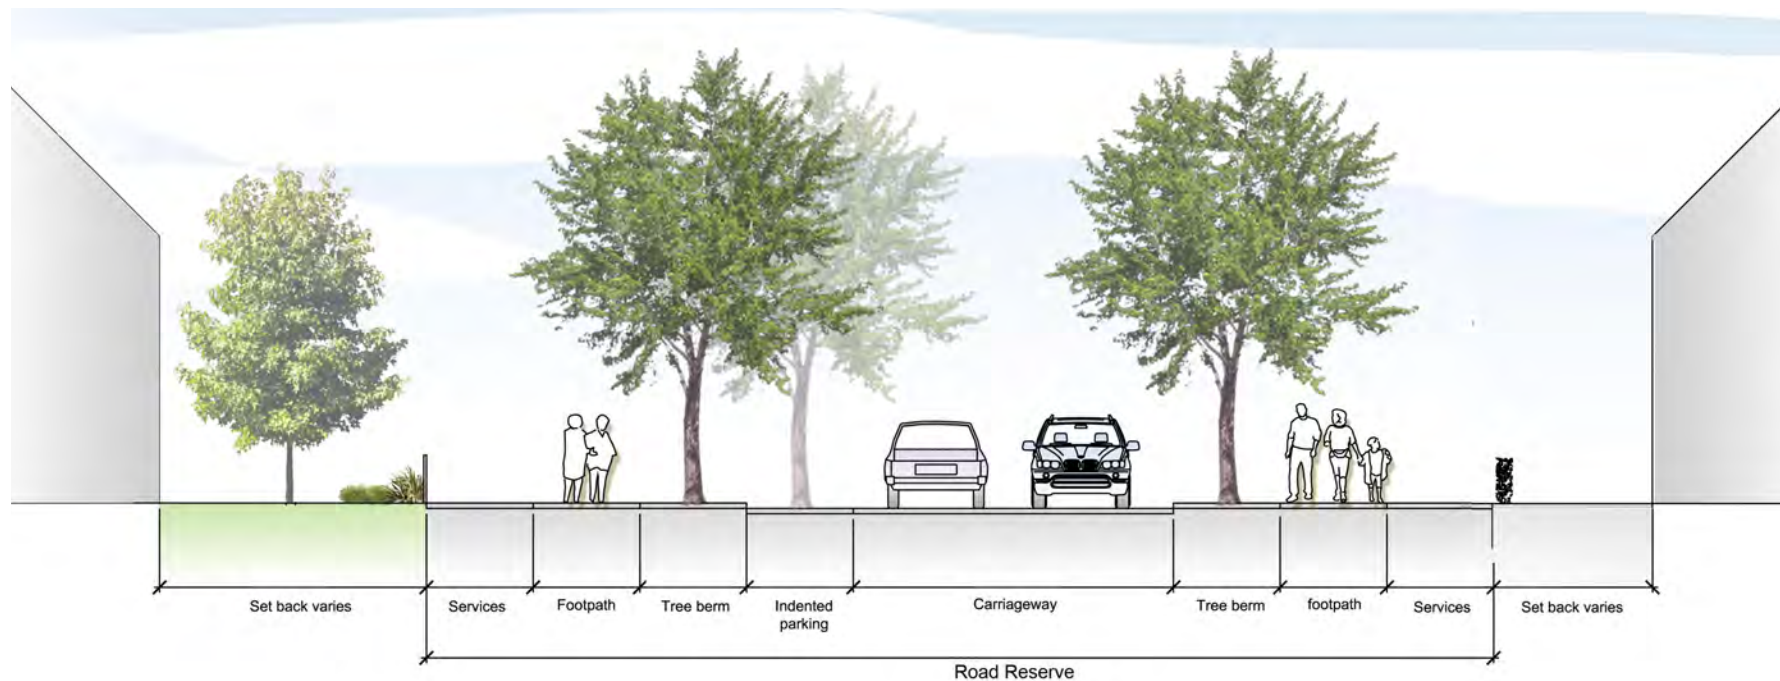 Set back varies
Services
Footpath
Tree berm
Indented
parking
Carriageway
Tree berm
footpath
Services
Set back varies
Road Reserve